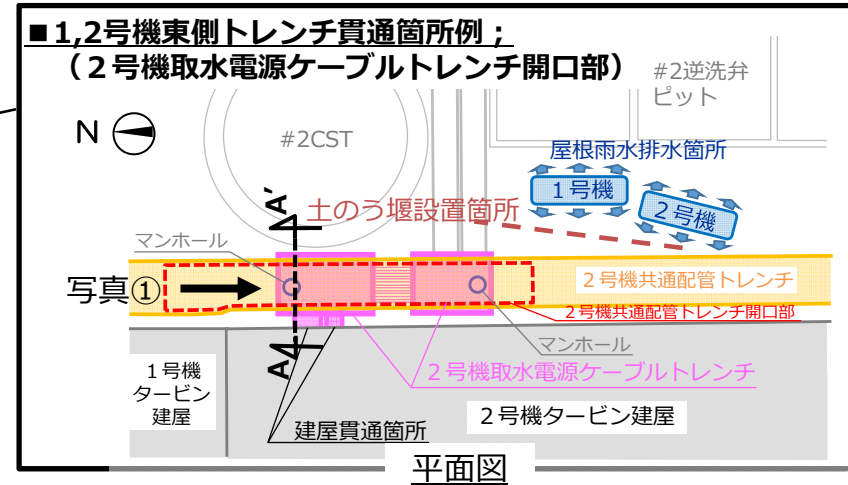 ■1,2号機東側トレンチ貫通箇所例；
（２号機取水電源ケーブルトレンチ開口部）
#2逆洗弁
ピット
N
#2CST
屋根雨水排水箇所
１号機
２号機
A'
土のう堰設置箇所
マンホール
写真①
２号機共通配管トレンチ
２号機共通配管トレンチ開口部
マンホール
A
２号機取水電源ケーブルトレンチ
１号機
タービン
建屋
２号機タービン建屋
建屋貫通箇所
平面図